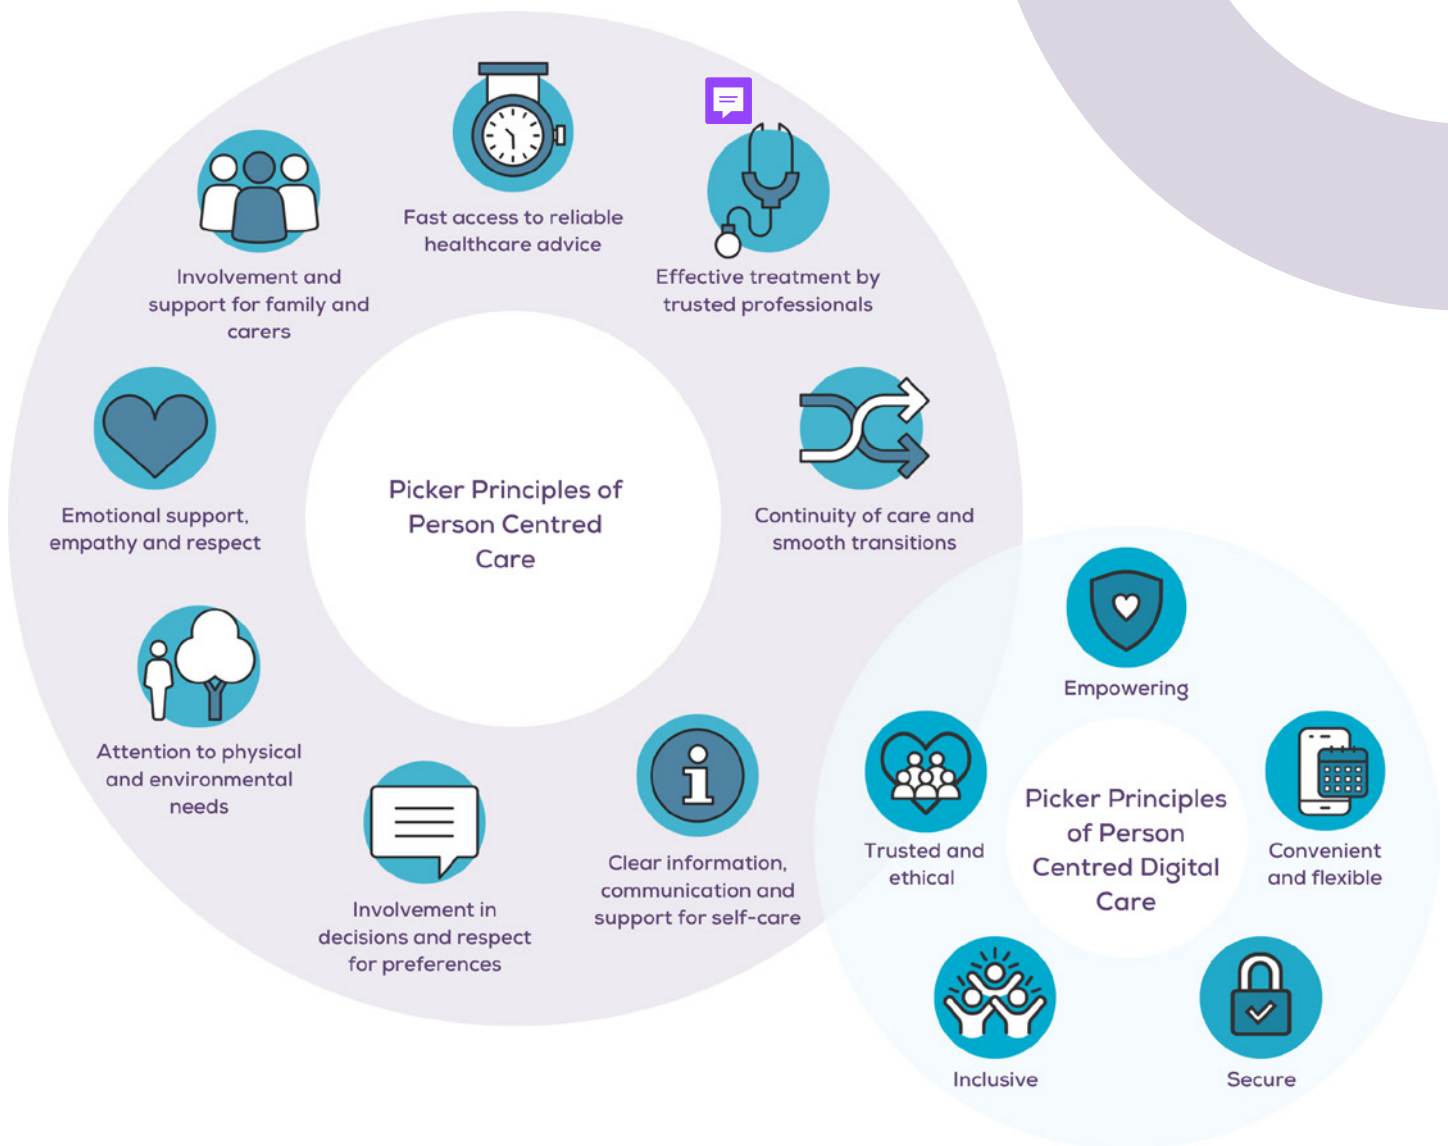 Fast access to reliable
healthcare advice
Effective treatment by
trusted professionals
Continuity of care and
smooth transitions
Clear information,
communication and
support for self-care
Involvement in
decisions and respect
for preferences
Attention to physical
and environmental
needs
Emotional support,
empathy and respect
Involvement and
support for family and
carers
Picker Principles of
Person Centred
Care
Empowering
Convenient
and flexible
Secure
Inclusive
Trusted and
ethical
Picker Principles
of Person
Centred Digital
Care